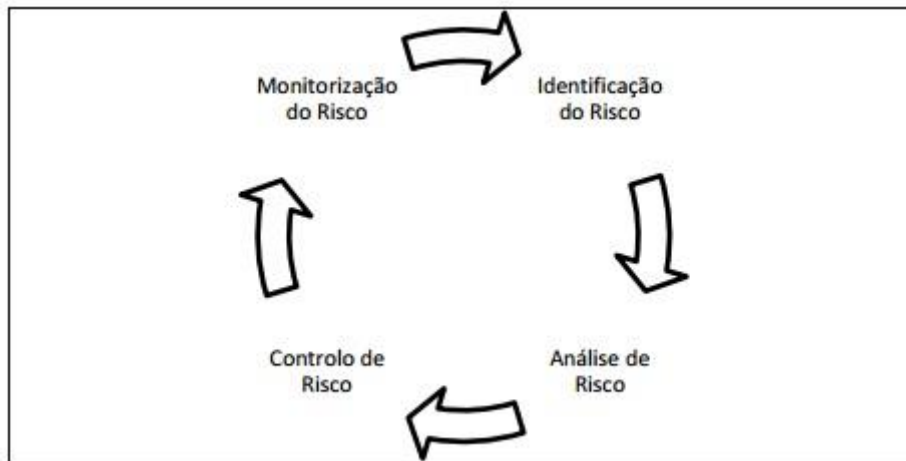 Monitorização
do Risco
Identificação
do Risco
Controlo de
Risco
Análise de
Risco